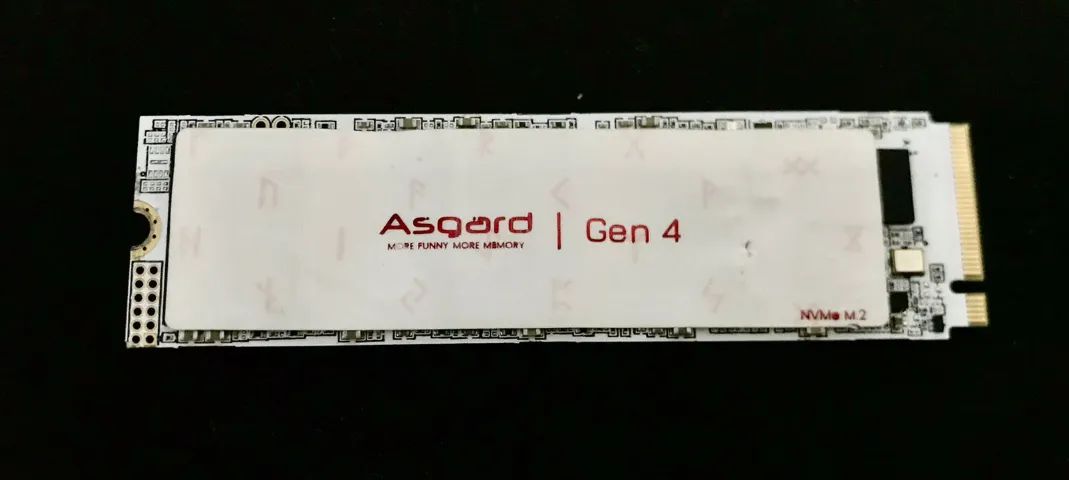 Asgard | Gen 4
MORE FUNNY MORE MEMORY
NVMe M.2